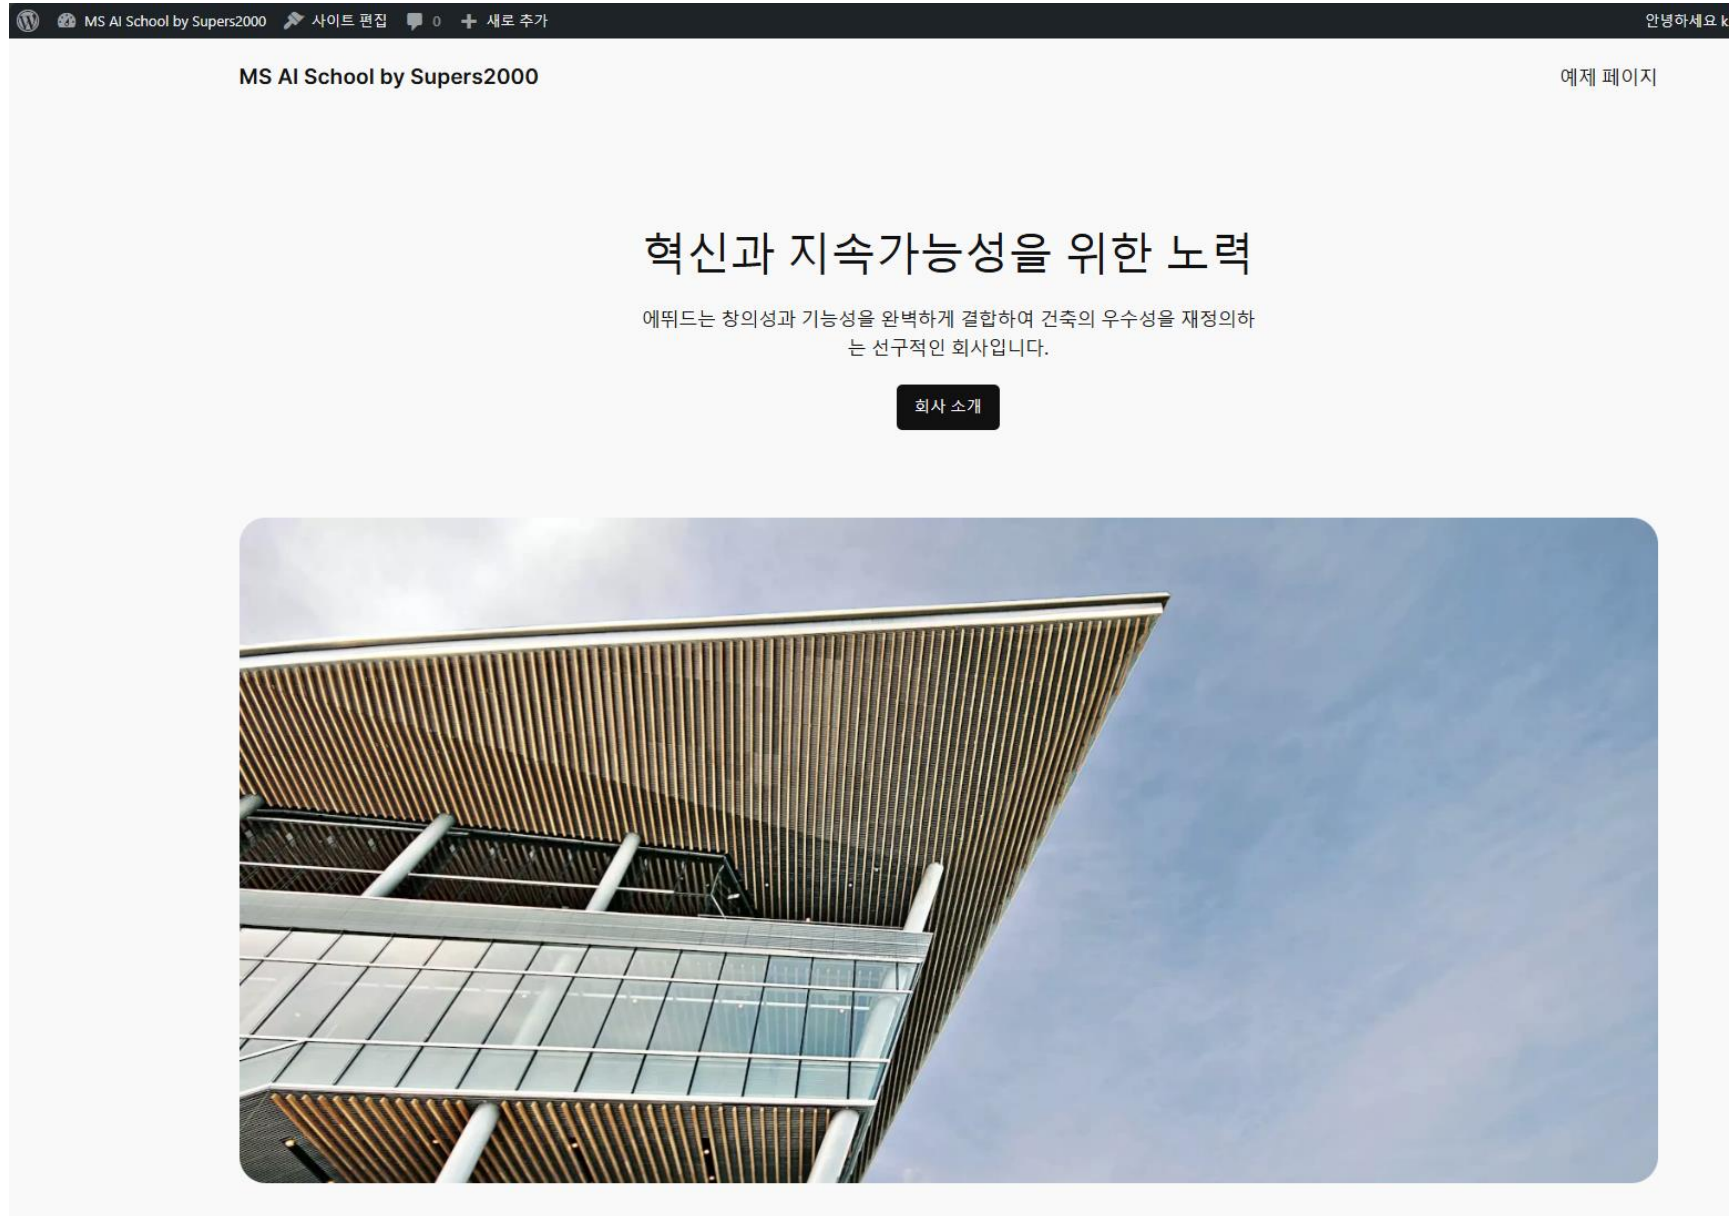 MS AI School by Supers2000 사이트 편집 0 새로 추가 안녕하세요 k
MS AI School by Supers2000 예제 페이지
혁신과 지속가능성을 위한 노력
에뛰드는 창의성과 기능성을 완벽하게 결합하여 건축의 우수성을 재정의하
는 선구적인 회사입니다.
회사 소개